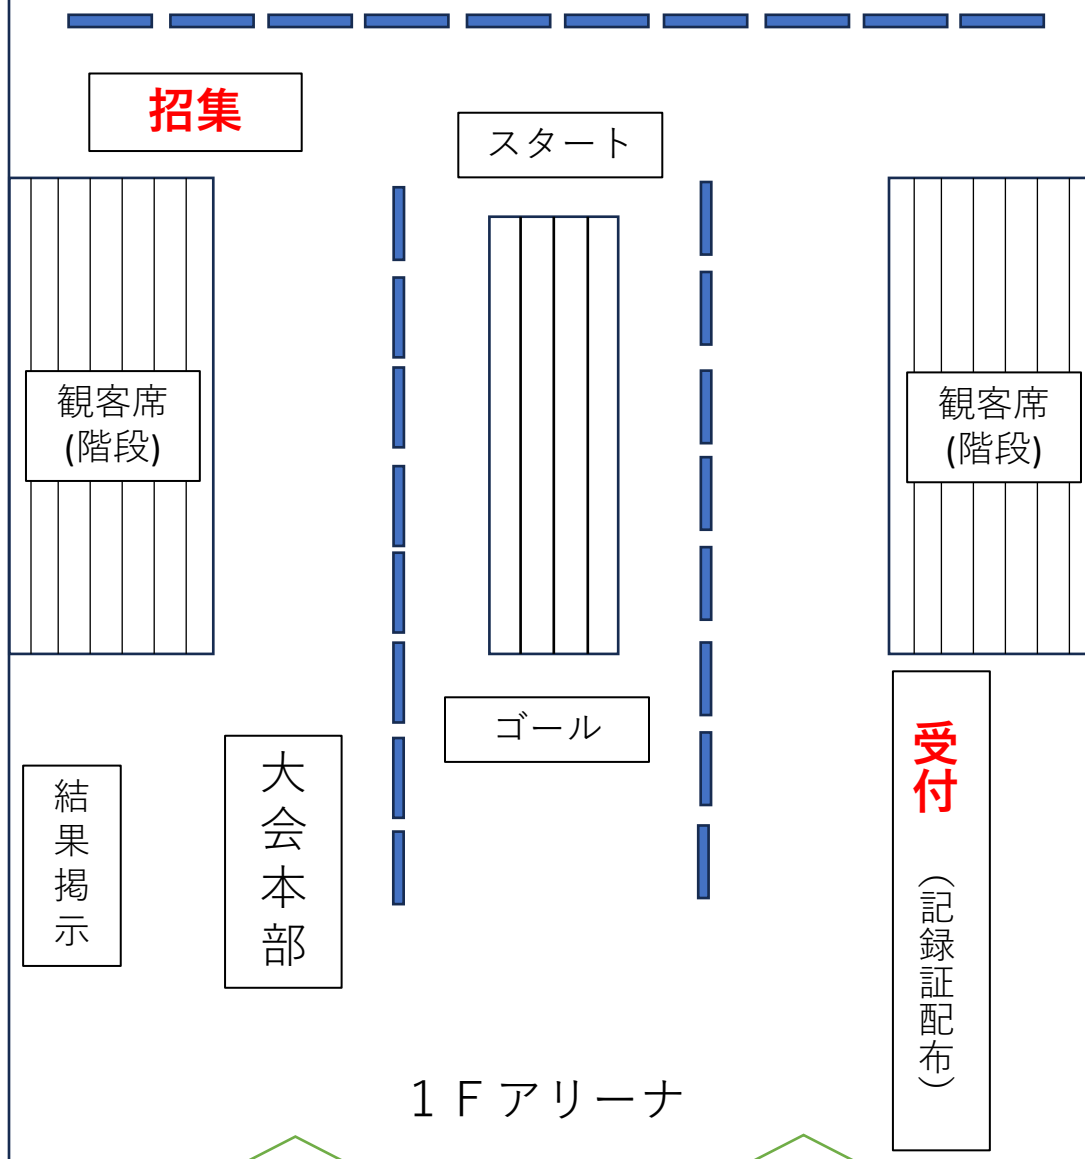 招集
スタート
観客席
(階段)
観客席
(階段)
ゴール
結果掲示
大会本部
受付
(記録証配布)
１Ｆアリーナ